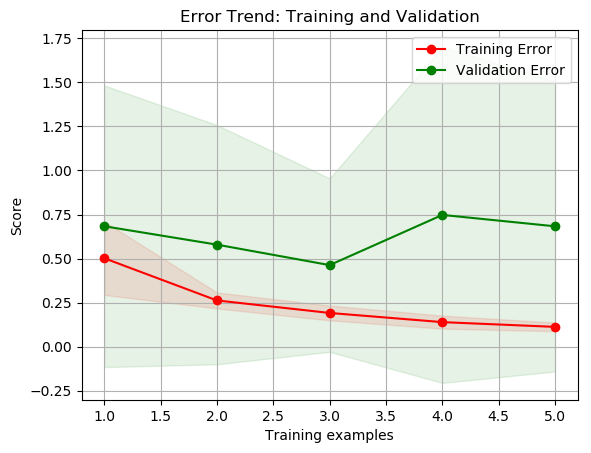 Error Trend: Training and Validation
Training Error
Validation Error
1.75
1.50
1.25
1.00
0.75
0.50
0.25
0.00
−0.25
Score
1.0 1.5 2.0 2.5 3.0 3.5 4.0 4.5 5.0
Training examples